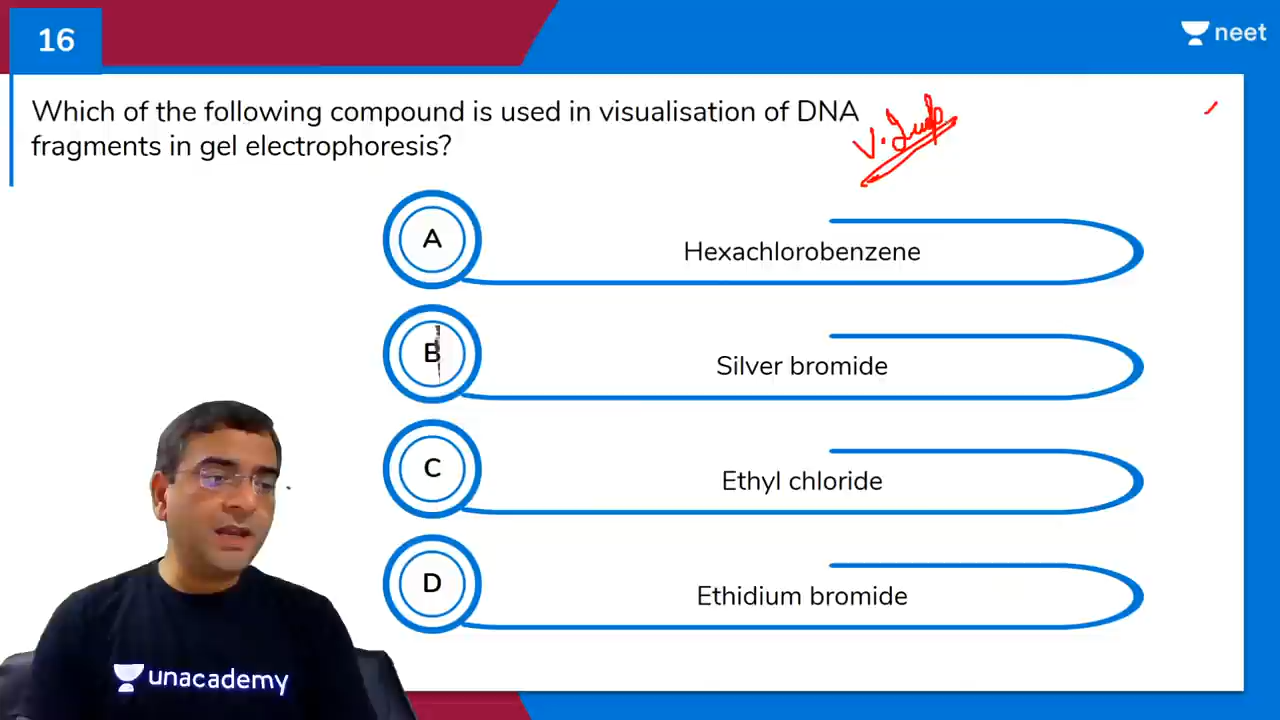 16
neet
Which of the following compound is used in visualisation of DNA
fragments in gel electrophoresis?
V. Imp
A
Hexachlorobenzene
B
Silver bromide
C
Ethyl chloride
D
Ethidium bromide
unacademy